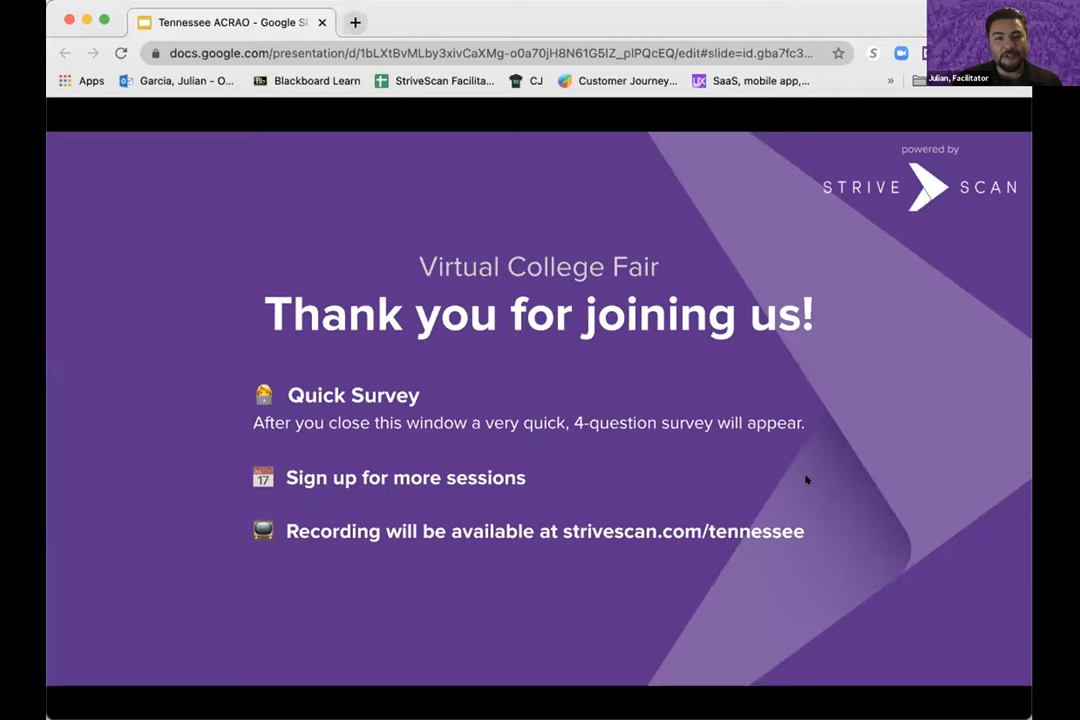 Tennessee ACRAO - Google Sl
docs.google.com/presentation/d/1bLXtBvMLby3xivCaXMg-o0a70jH8N61G5IZ_pIPQcEQ/edit#slide=id.gba7fc3...
Apps
Garcia, Julian - O...
Blackboard Learn
StriveScan Facilita...
CJ
Customer Journey...
UX
SaaS, mobile app,...
»
Julian, Facilitator
powered by
STRIVE SCAN
Virtual College Fair
Thank you for joining us!
Quick Survey
After you close this window a very quick, 4-question survey will appear.
17
Sign up for more sessions
Recording will be available at strivescan.com/tennessee